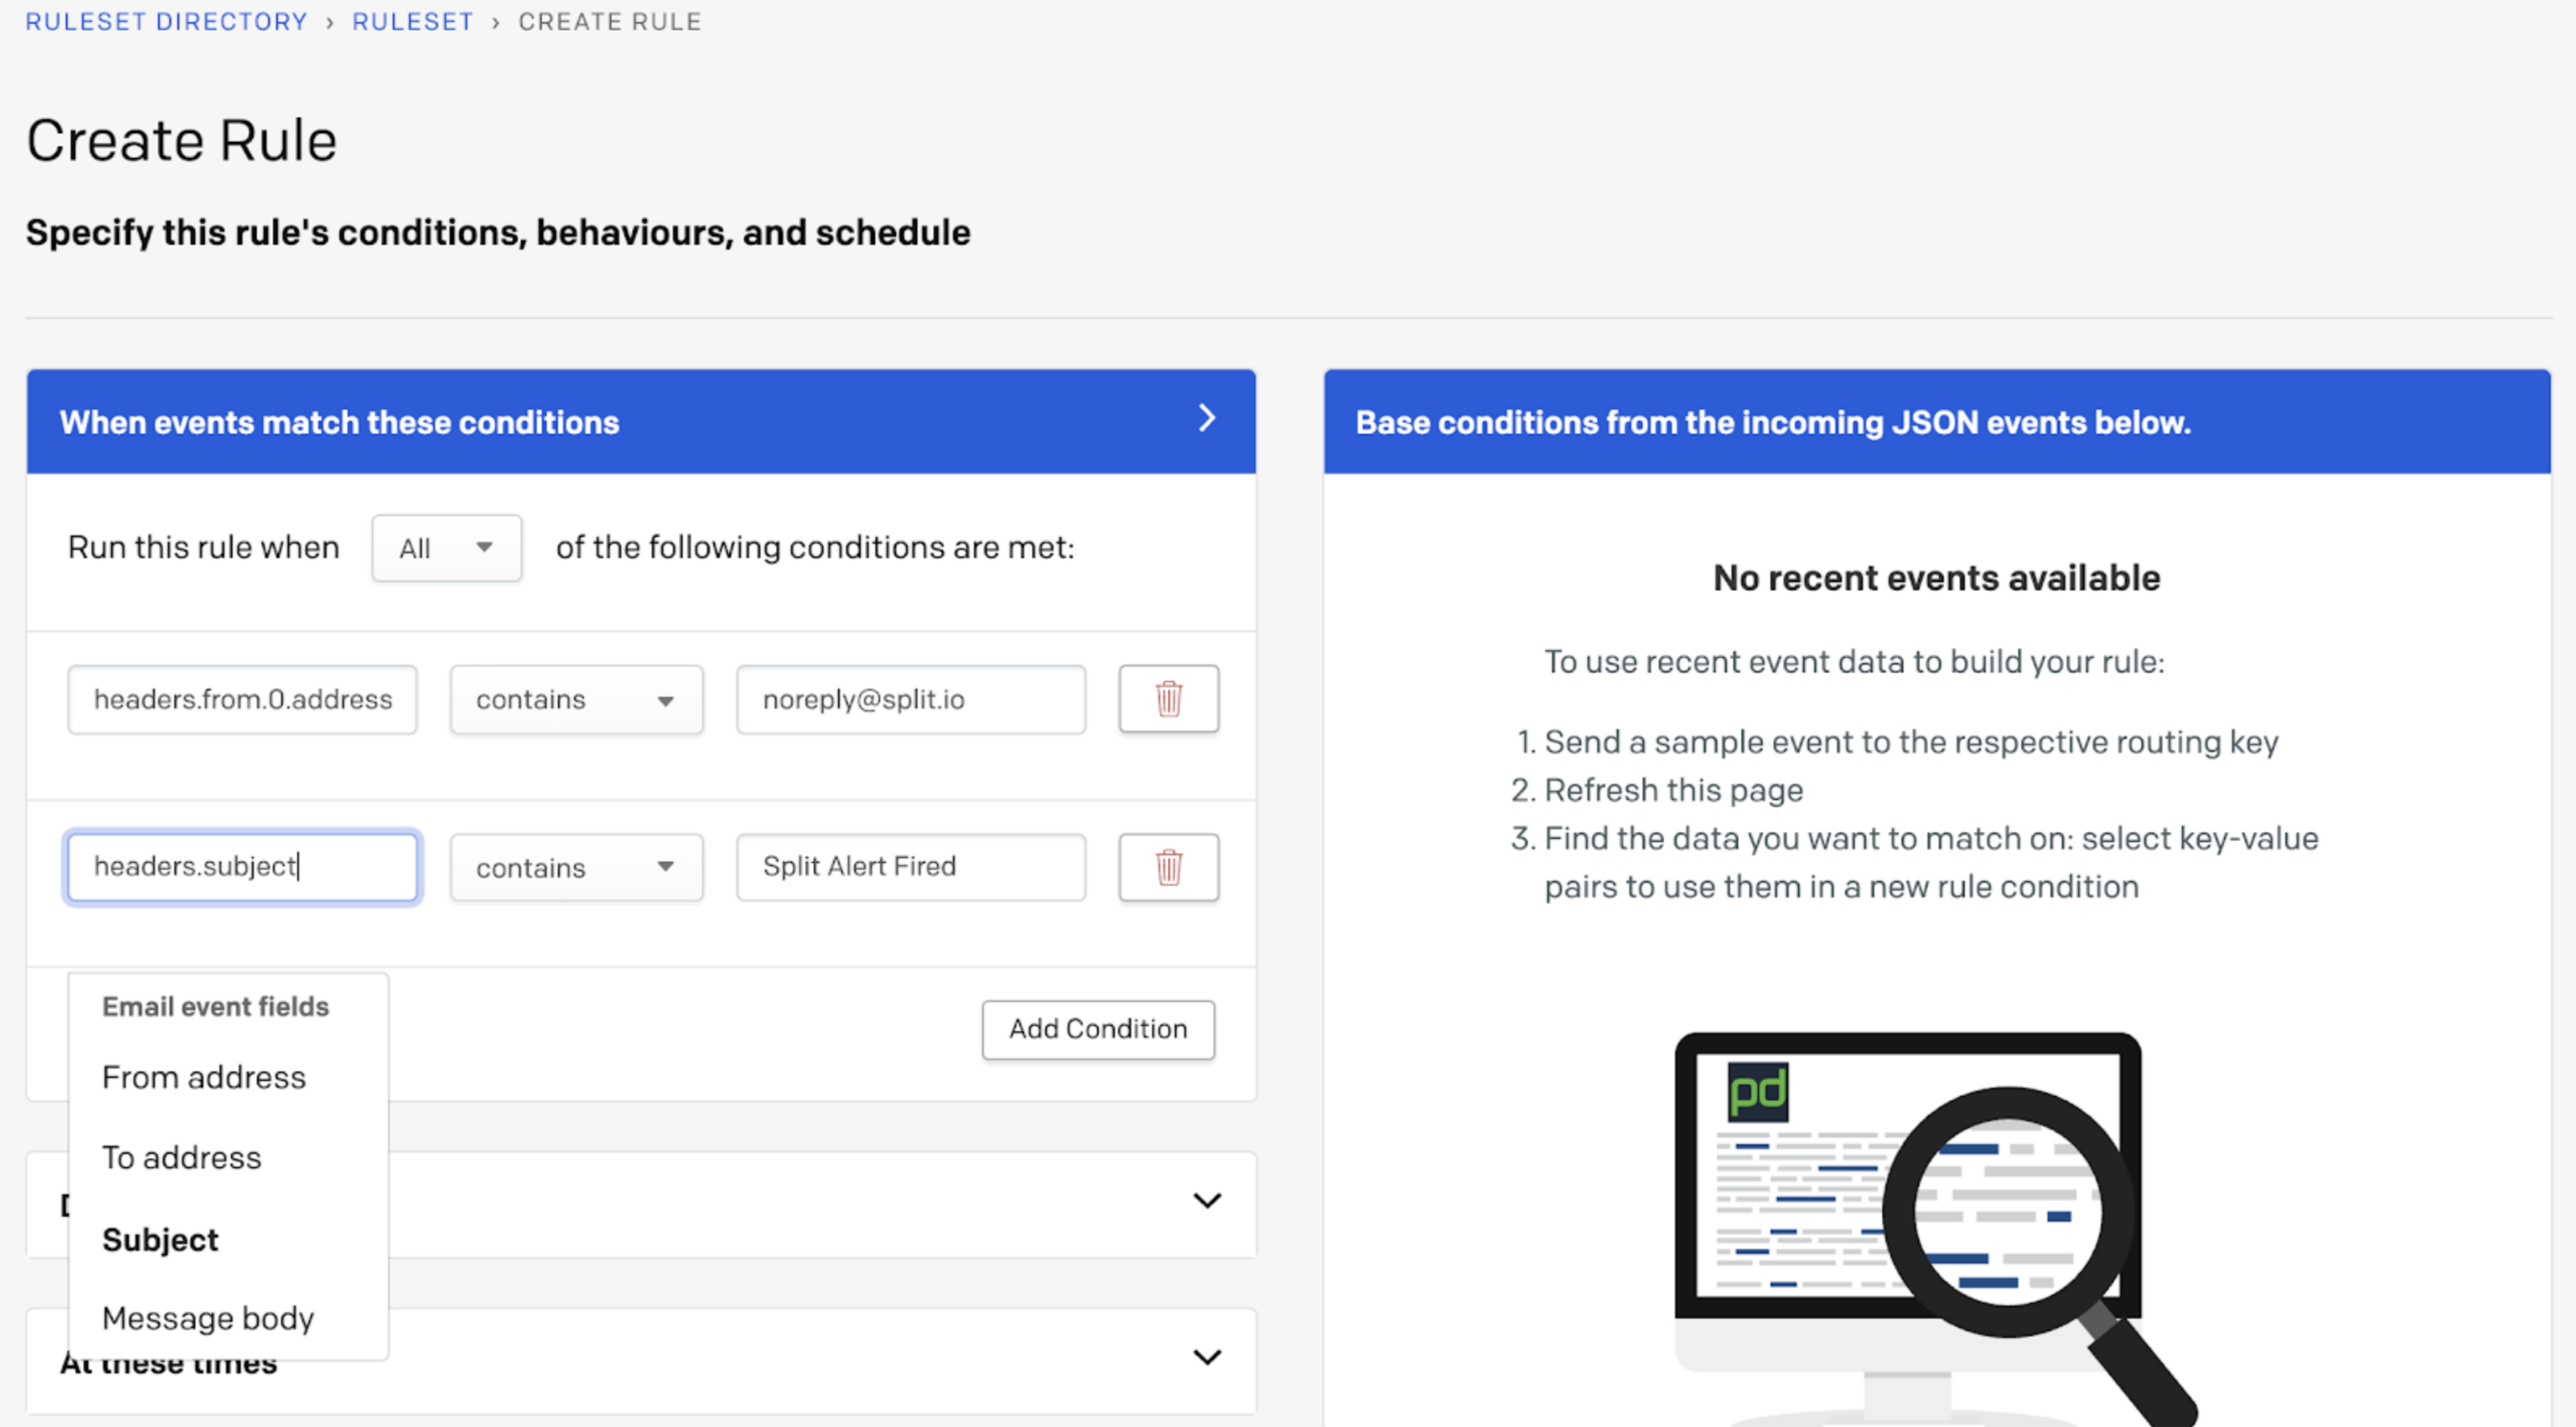 RULESET DIRECTORY › RULESET › CREATE RULE
Create Rule
Specify this rule's conditions, behaviours, and schedule
When events match these conditions
Run this rule when All of the following conditions are met:
headers.from.0.address contains noreply@split.io
headers.subject contains Split Alert Fired
Add Condition
Email event fields
From address
To address
Subject
Message body
At these times
Base conditions from the incoming JSON events below.
No recent events available
To use recent event data to build your rule:
1. Send a sample event to the respective routing key
2. Refresh this page
3. Find the data you want to match on: select key-value
pairs to use them in a new rule condition
pd